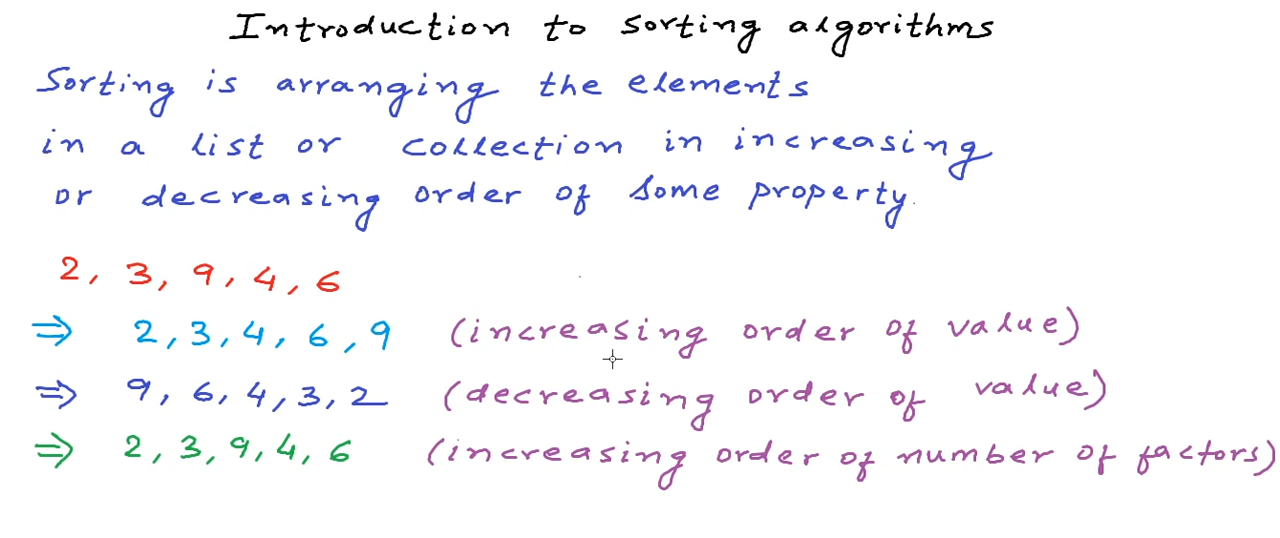 Introduction to sorting algorithms
Sorting is arranging the elements
in a list or collection in increasing
or decreasing order of some property.
2, 3, 9, 4, 6
⇒ 2, 3, 4, 6, 9 (increasing order of value)
⇒ 9, 6, 4, 3, 2 (decreasing order of value)
⇒ 2, 3, 9, 4, 6 (increasing order of number of factors)